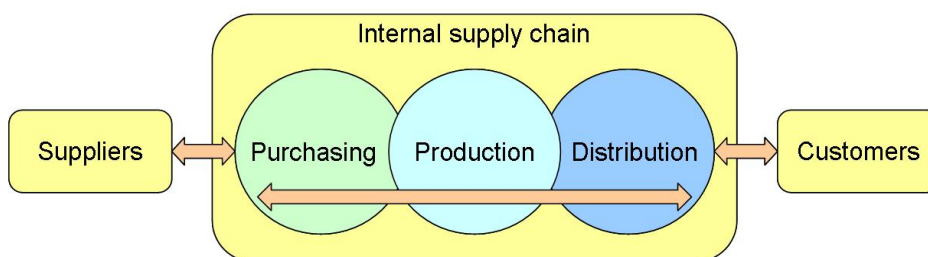 Internal supply chain
Suppliers
Purchasing
Production
Distribution
Customers